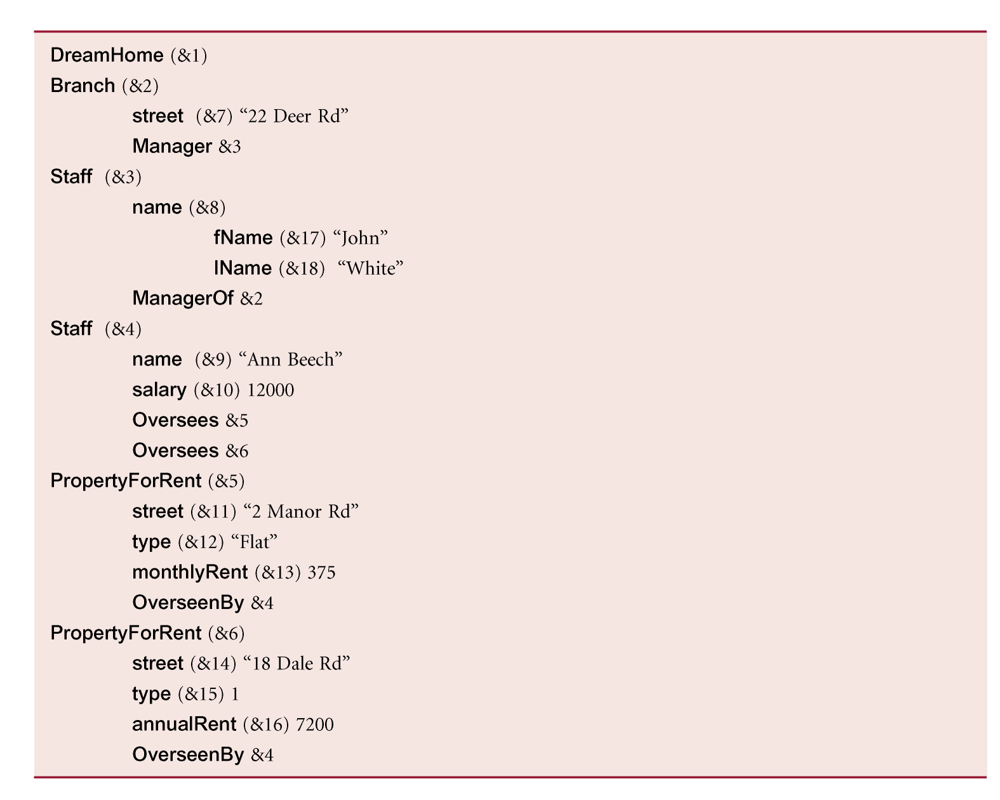 DreamHome (&1)
Branch (&2)
street (&7) “22 Deer Rd”
Manager &3
Staff (&3)
name (&8)
fName (&17) “John”
lName (&18) “White”
ManagerOf &2
Staff (&4)
name (&9) “Ann Beech”
salary (&10) 12000
Oversees &5
Oversees &6
PropertyForRent (&5)
street (&11) “2 Manor Rd”
type (&12) “Flat”
monthlyRent (&13) 375
OverseenBy &4
PropertyForRent (&6)
street (&14) “18 Dale Rd”
type (&15) 1
annualRent (&16) 7200
OverseenBy &4